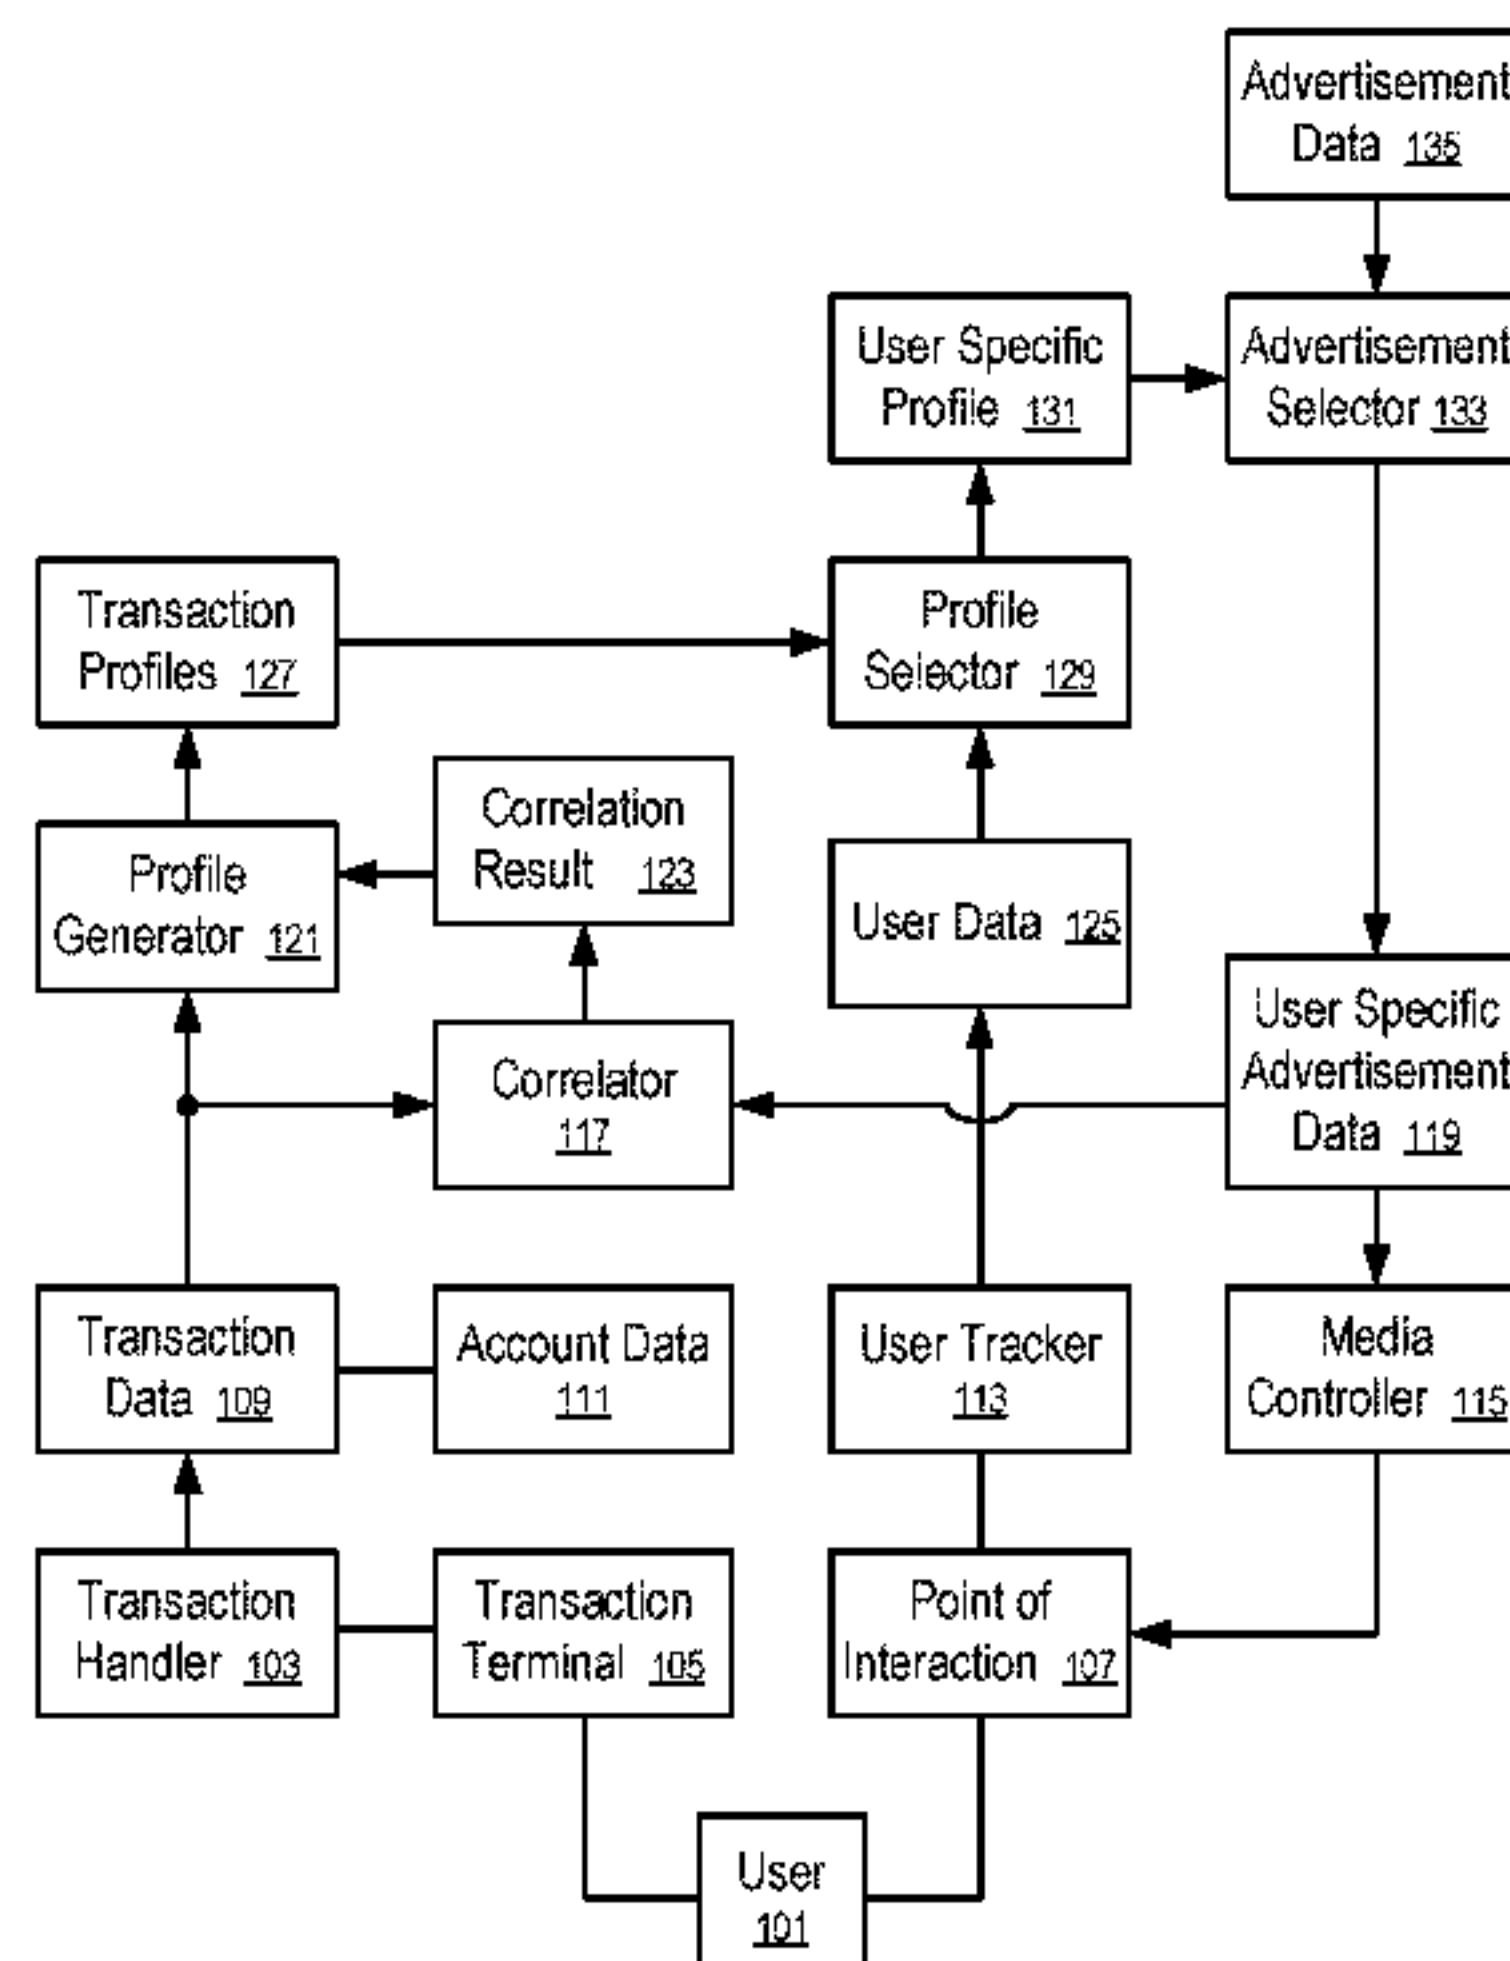 Advertisement
Data 135
User Specific
Profile 131
Advertisement
Selector 133
Transaction
Profiles 127
Profile
Selector 129
Correlation
Result 123
Profile
Generator 121
User Data 125
Correlator
117
User Specific
Advertisement
Data 119
Transaction
Data 109
Account Data
111
User Tracker
113
Media
Controller 115
Transaction
Handler 103
Transaction
Terminal 105
Point of
Interaction 107
User
101